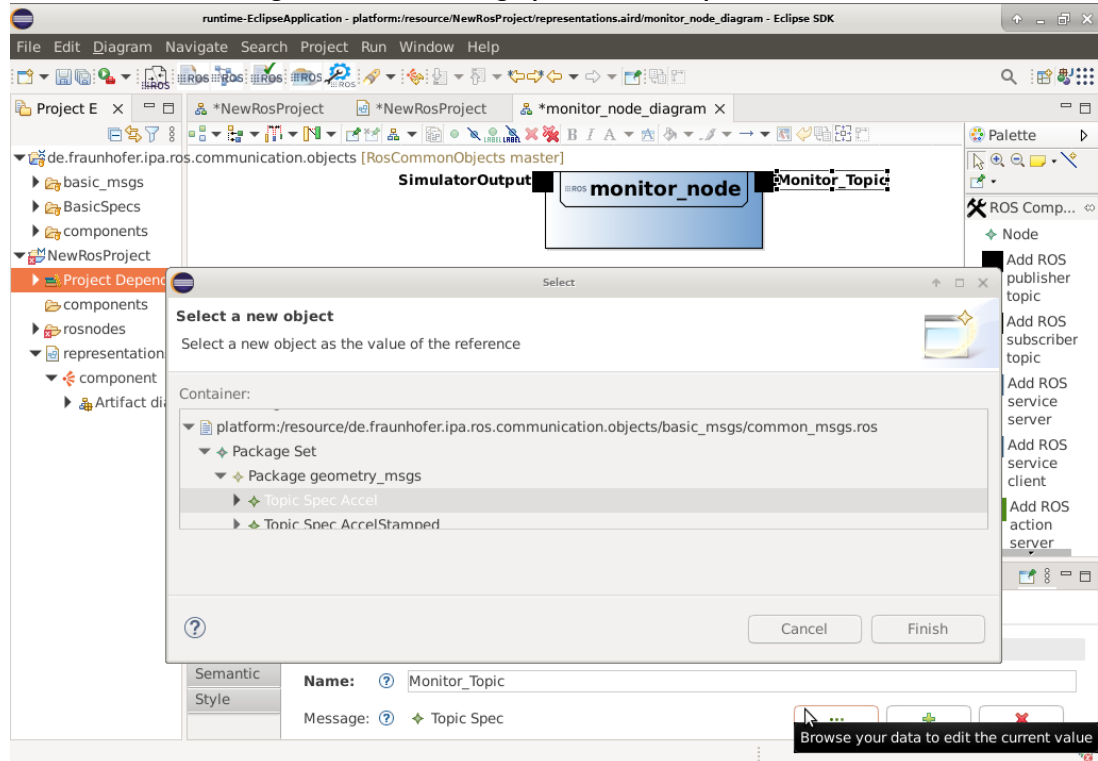 runtime-EclipseApplication - platform:/resource/NewRosProject/representations.aird/monitor_node_diagram - Eclipse SDK
File Edit Diagram Navigate Search Project Run Window Help
Project E
*NewRosProject
*NewRosProject
*monitor_node_diagram
Palette
de.fraunhofer.ipa.ros.communication.objects [RosCommonObjects master]
basic_msgs
BasicSpecs
components
NewRosProject
Project Depend
components
rosnodes
representation
component
Artifact di
SimulatorOutput
monitor_node
Monitor_Topic
ROS Comp...
Node
Add ROS
publisher
topic
Add ROS
subscriber
topic
Add ROS
service
server
Add ROS
service
client
Add ROS
action
server
Select
Select a new object
Select a new object as the value of the reference
Container:
platform:/resource/de.fraunhofer.ipa.ros.communication.objects/basic_msgs/common_msgs.ros
Package Set
Package geometry_msgs
Topic Spec Accel
Topic Spec AccelStamped
Cancel Finish
Semantic
Style
Name: Monitor_Topic
Message: Topic Spec
Browse your data to edit the current value